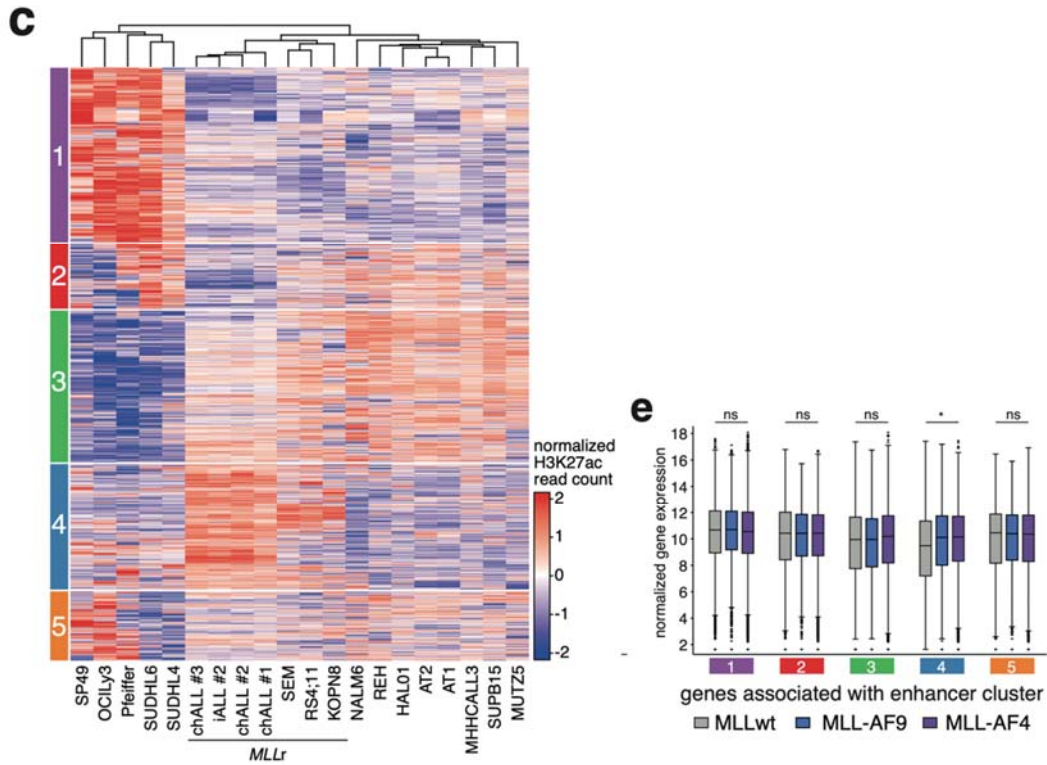 c
1
2
3
4
5
normalized
H3K27ac
read count
2
1
0
-1
-2
SP49
OCILy3
Pfeiffer
SUDHL6
SUDHL4
chALL #3
iALL #2
chALL #2
chALL #1
SEM
RS4;11
KOPN8
NALM6
REH
HAL01
AT2
AT1
MHHCALL3
SUPB15
MUTZ5
MLLr
e
ns ns ns * ns
normalized gene expression
18
16
14
12
10
8
6
4
2
1 2 3 4 5
genes associated with enhancer cluster
MLLwt MLL-AF9 MLL-AF4